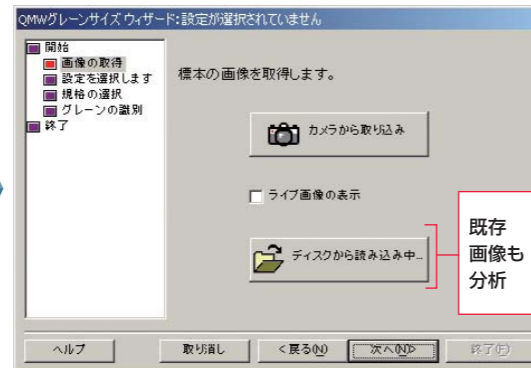 QMWグレーンサイズ ウィザード:設定が選択されていません
開始
画像の取得
設定を選択します
規格の選択
グレーンの識別
終了
標本の画像を取得します。
カメラから取り込み
ライブ画像の表示
ディスクから読み込み中...
既存
画像も
分析
ヘルプ
取り消し
< 戻る(N)
次へ(N)>
終了(F)